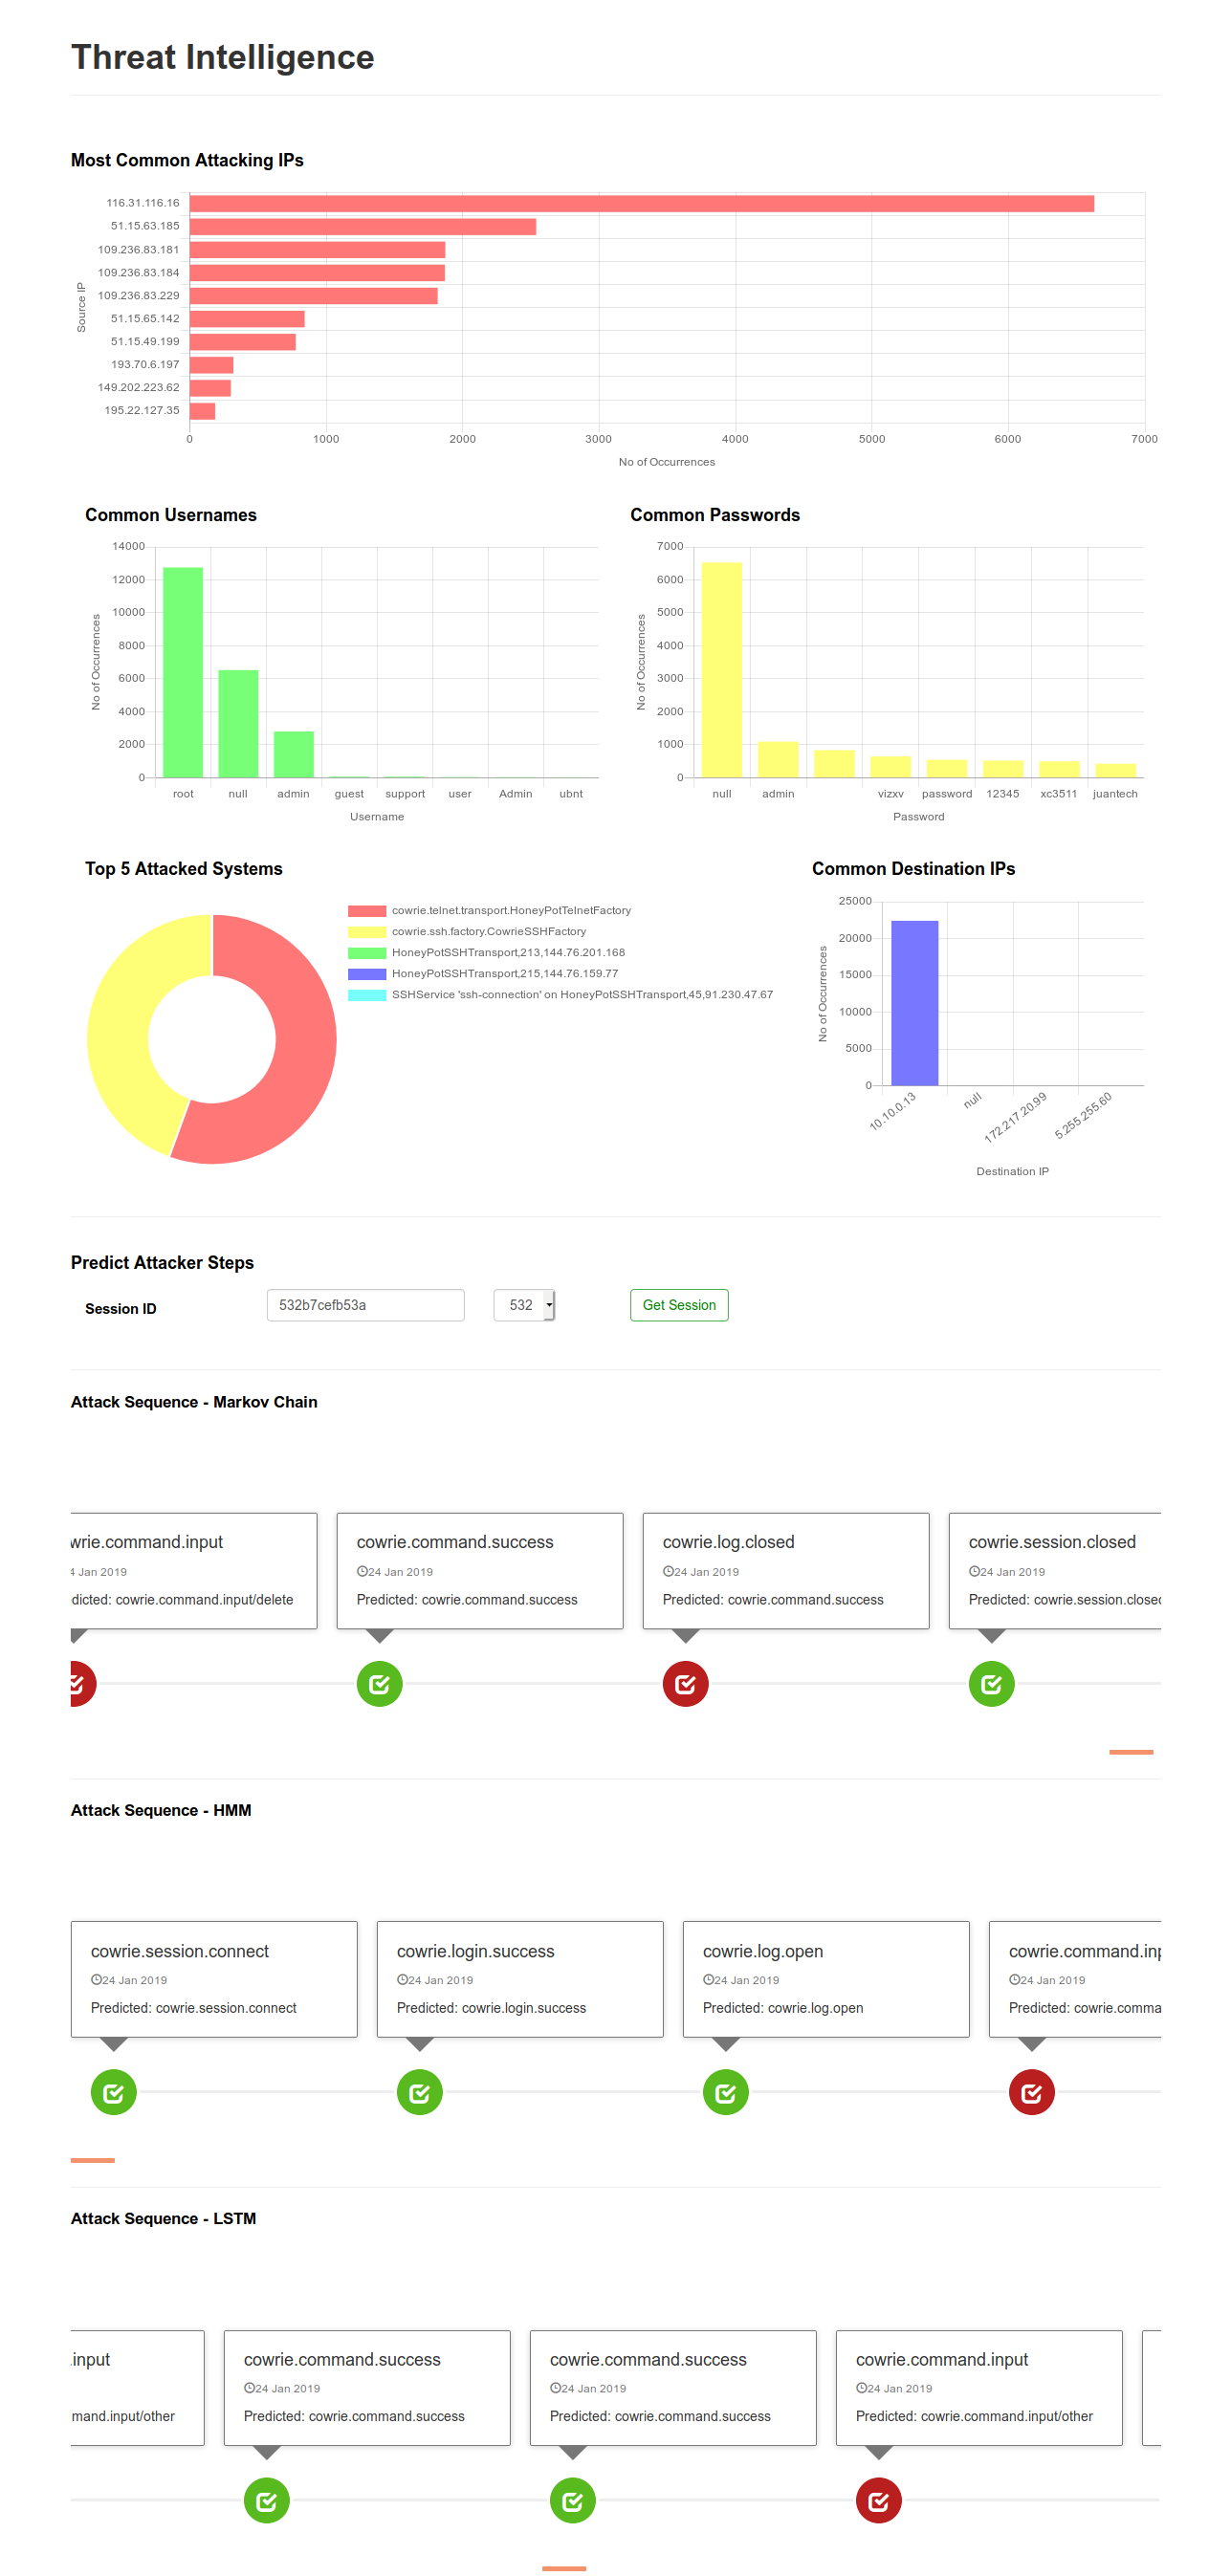 Threat Intelligence
Most Common Attacking IPs
Source IP
116.31.116.16
51.15.63.185
109.236.83.181
109.236.83.184
109.236.83.229
51.15.65.142
51.15.49.199
193.70.6.197
149.202.223.62
195.22.127.35
0 1000 2000 3000 4000 5000 6000 7000
No of Occurrences
Common Usernames
No of Occurrences
14000
12000
10000
8000
6000
4000
2000
0
root null admin guest support user Admin ubnt
Username
Common Passwords
No of Occurrences
7000
6000
5000
4000
3000
2000
1000
0
null admin vizxv password 12345 xc3511 juantech
Password
Top 5 Attacked Systems
cowrie.telnet.transport.HoneyPotTelnetFactory
cowrie.ssh.factory.CowrieSSHFactory
HoneyPotSSHTransport,213,144.76.201.168
HoneyPotSSHTransport,215,144.76.159.77
SSHService 'ssh-connection' on HoneyPotSSHTransport,45,91.230.47.67
Common Destination IPs
No of Occurrences
25000
20000
15000
10000
5000
0
10.10.0.13 null 172.217.20.99 5.255.255.60
Destination IP
Predict Attacker Steps
Session ID 532b7cefb53a 532 Get Session
Attack Sequence - Markov Chain
wrie.command.input
4 Jan 2019
dicted: cowrie.command.input/delete
cowrie.command.success
24 Jan 2019
Predicted: cowrie.command.success
cowrie.log.closed
24 Jan 2019
Predicted: cowrie.command.success
cowrie.session.closed
24 Jan 2019
Predicted: cowrie.session.closed
Attack Sequence - HMM
cowrie.session.connect
24 Jan 2019
Predicted: cowrie.session.connect
cowrie.login.success
24 Jan 2019
Predicted: cowrie.login.success
cowrie.log.open
24 Jan 2019
Predicted: cowrie.log.open
cowrie.command.inp
24 Jan 2019
Predicted: cowrie.comma
Attack Sequence - LSTM
.input
mand.input/other
cowrie.command.success
24 Jan 2019
Predicted: cowrie.command.success
cowrie.command.success
24 Jan 2019
Predicted: cowrie.command.success
cowrie.command.input
24 Jan 2019
Predicted: cowrie.command.input/other